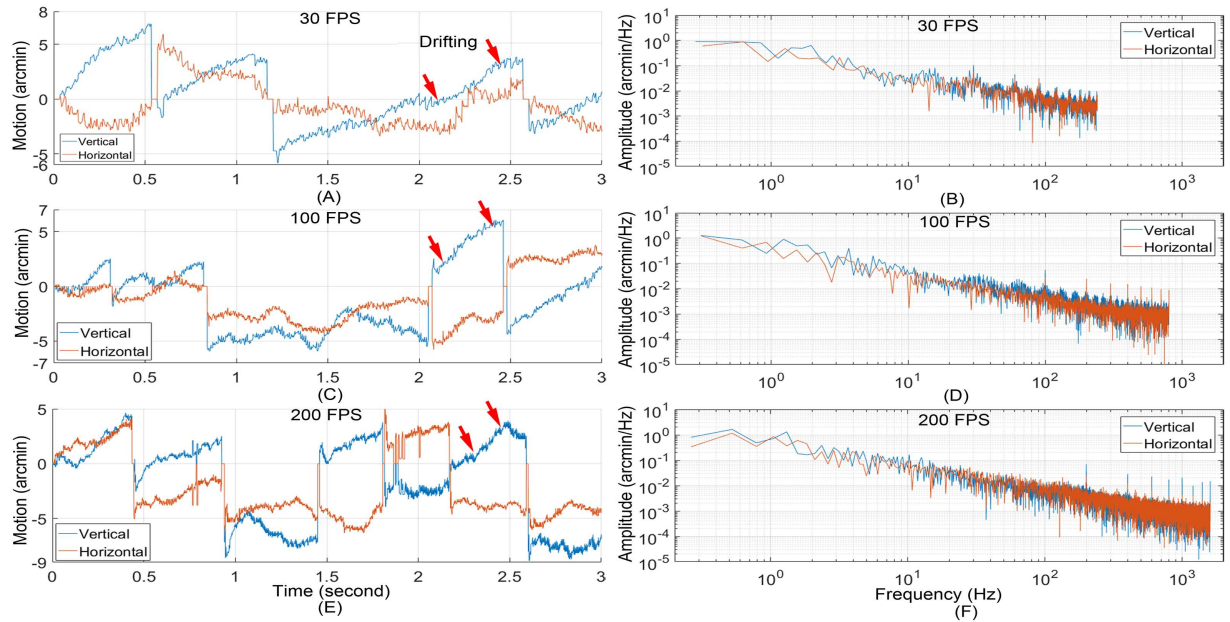 30 FPS
Motion (arcmin)
8
5
0
-5
-6
Drifting
Vertical
Horizontal
0
0.5
1
1.5
2
2.5
3
(A)
30 FPS
Amplitude (arcmin/Hz)
10^1
10^0
10^-1
10^-2
10^-3
10^-4
10^-5
Vertical
Horizontal
10^0
10^1
10^2
10^3
(B)
100 FPS
Motion (arcmin)
7
5
0
-5
-7
Vertical
Horizontal
0
0.5
1
1.5
2
2.5
3
(C)
100 FPS
Amplitude (arcmin/Hz)
10^1
10^0
10^-1
10^-2
10^-3
10^-4
10^-5
Vertical
Horizontal
10^0
10^1
10^2
10^3
(D)
200 FPS
Motion (arcmin)
5
0
-5
-9
Vertical
Horizontal
0
0.5
1
1.5
2
2.5
3
Time (second)
(E)
200 FPS
Amplitude (arcmin/Hz)
10^1
10^0
10^-1
10^-2
10^-3
10^-4
10^-5
Vertical
Horizontal
10^0
10^1
10^2
10^3
Frequency (Hz)
(F)